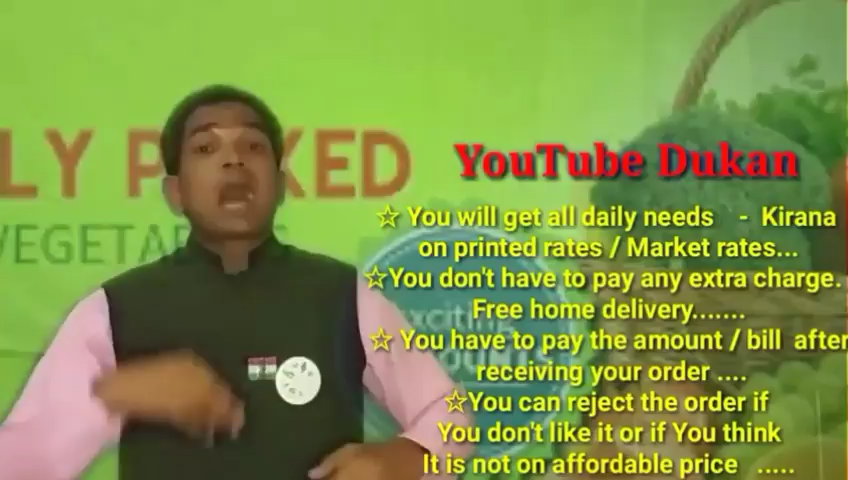 LY P KED
VEGETA S
YouTube Dukan
☆ You will get all daily needs - Kirana
on printed rates / Market rates...
☆You don't have to pay any extra charge.
Free home delivery.......
☆ You have to pay the amount / bill after
receiving your order ....
☆You can reject the order if
You don't like it or if You think
It is not on affordable price .....
exciting